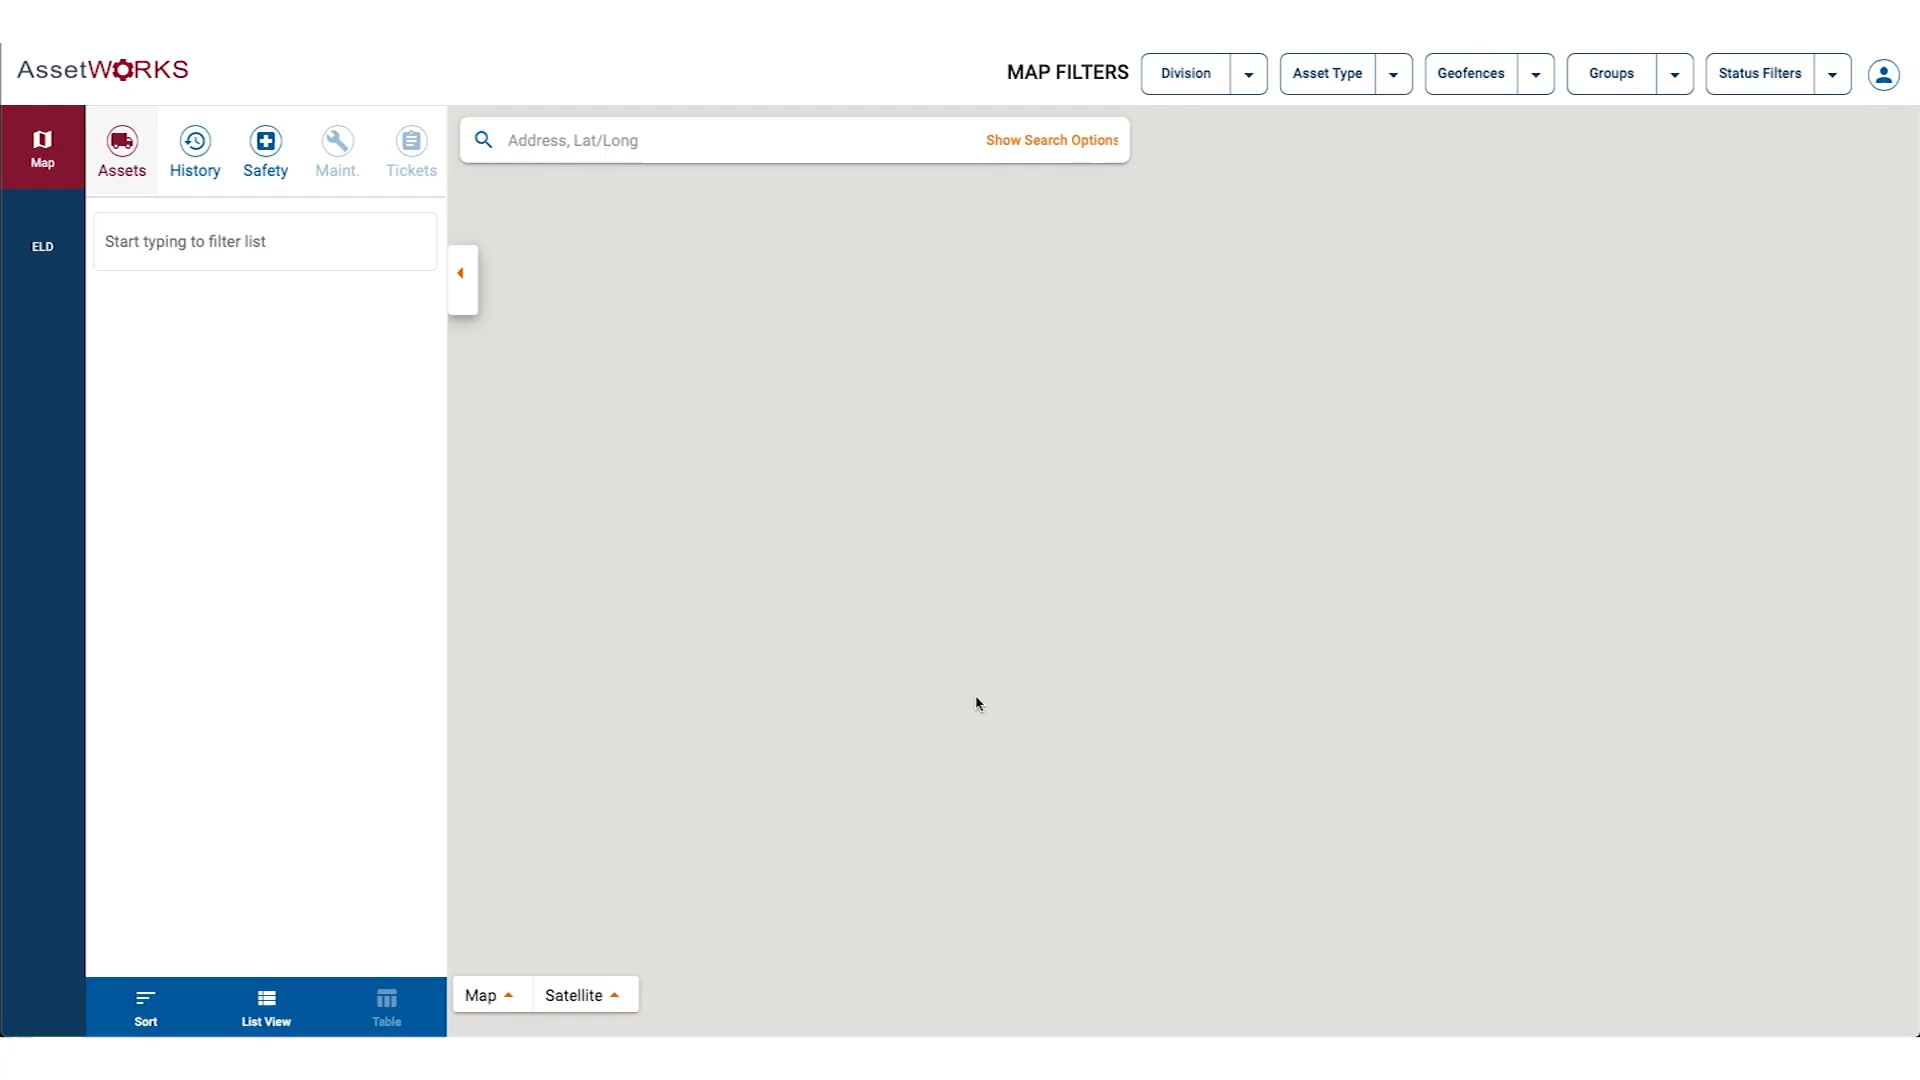 AssetWORKS
MAP FILTERS
Division
Asset Type
Geofences
Groups
Status Filters
Map
ELD
Assets
History
Safety
Maint.
Tickets
Address, Lat/Long
Show Search Options
Start typing to filter list
Sort
List View
Table
Map
Satellite